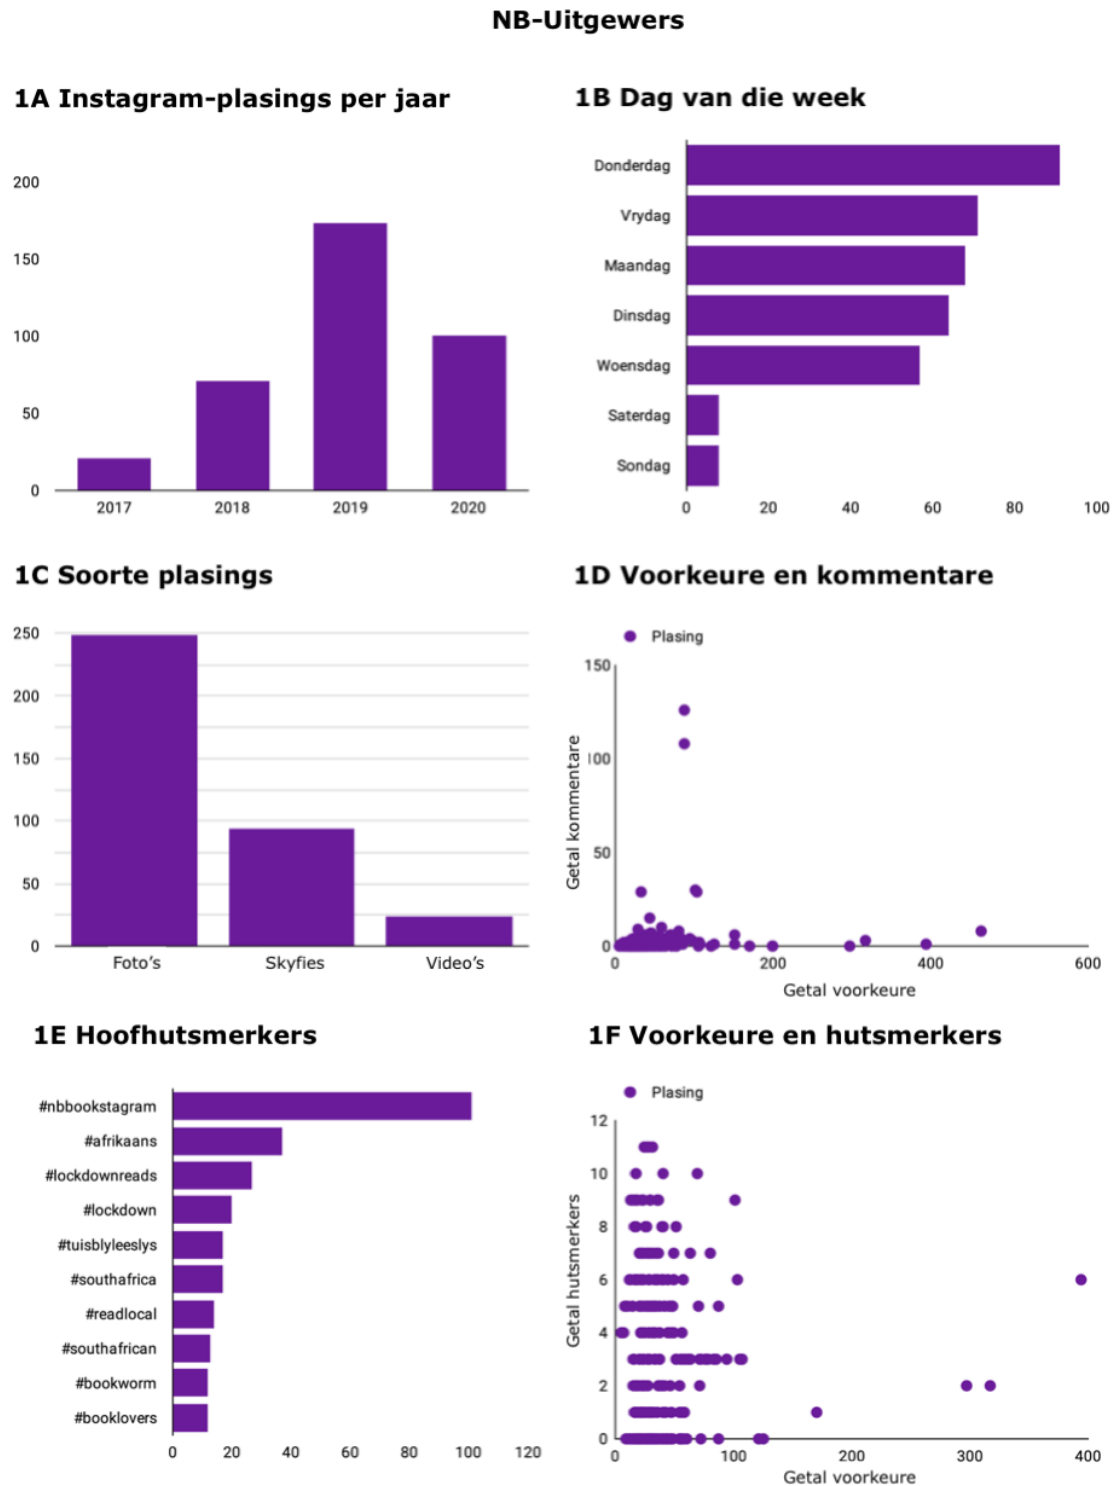 NB-Uitgewers
1A Instagram-plasings per jaar
200
150
100
50
0
2017 2018 2019 2020
1B Dag van die week
Donderdag
Vrydag
Maandag
Dinsdag
Woensdag
Saterdag
Sondag
0 20 40 60 80 100
1C Soorte plasings
250
200
150
100
50
0
Foto's Skyfies Video's
1D Voorkeure en kommentare
Plasing
150
100
50
0
Getal kommentare
0 200 400 600
Getal voorkeure
1E Hoofhutsmerkers
#nbbookstagram
#afrikaans
#lockdownreads
#lockdown
#tuisblyleeslys
#southafrica
#readlocal
#southafrican
#bookworm
#booklovers
0 20 40 60 80 100 120
1F Voorkeure en hutsmerkers
Plasing
12
10
8
6
4
2
0
Getal hutsmerkers
0 100 200 300 400
Getal voorkeure